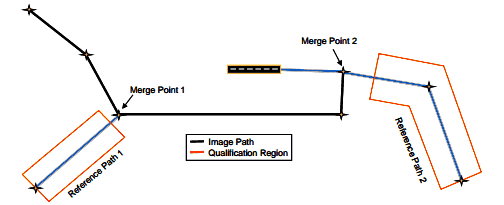 Merge Point 2
Merge Point 1
Image Path
Qualification Region
Reference Path 1
Reference Path 2